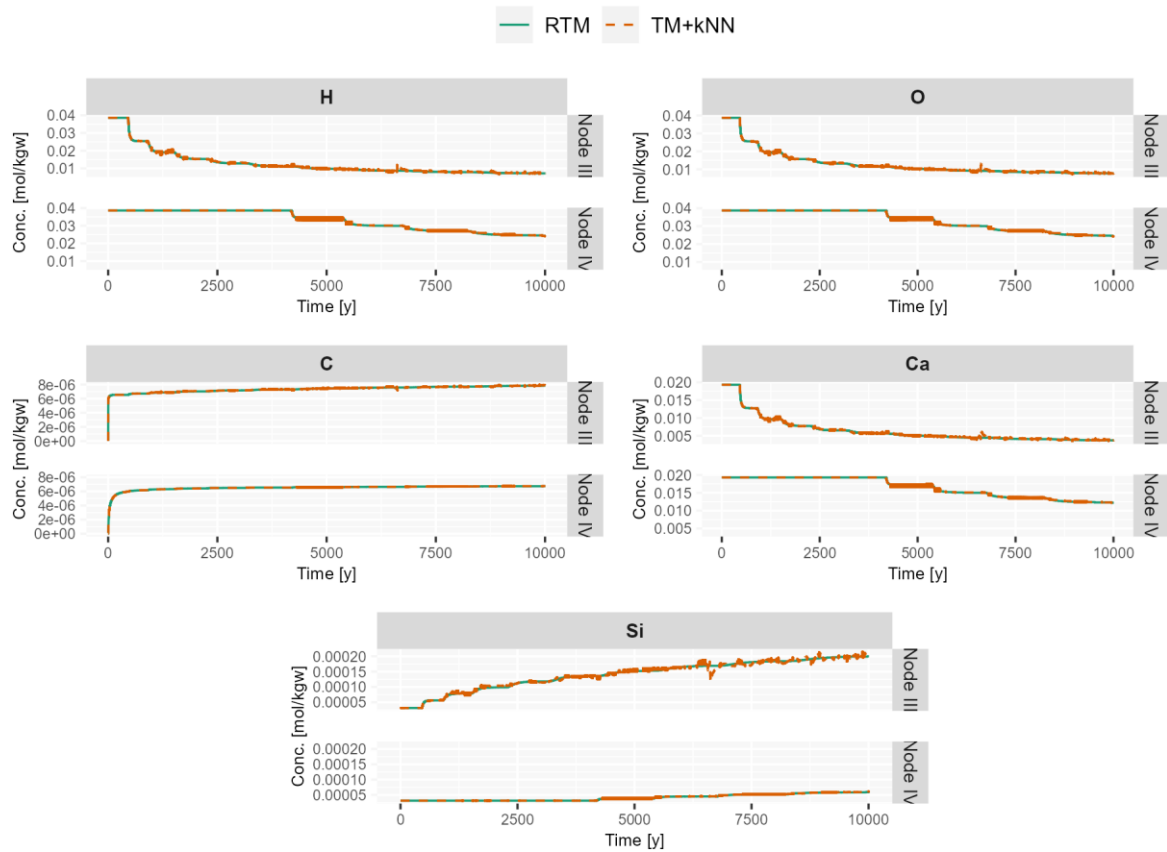 RTM TM+kNN
H
Conc. [mol/kgw]
0.04
0.03
0.02
0.01
Node III
0.04
0.03
0.02
0.01
Node IV
0 2500 5000 7500 10000
Time [y]
O
Conc. [mol/kgw]
0.04
0.03
0.02
0.01
Node III
0.04
0.03
0.02
0.01
Node IV
0 2500 5000 7500 10000
Time [y]
C
Conc. [mol/kgw]
8e-06
6e-06
4e-06
2e-06
0e+00
Node III
8e-06
6e-06
4e-06
2e-06
0e+00
Node IV
0 2500 5000 7500 10000
Time [y]
Ca
Conc. [mol/kgw]
0.020
0.015
0.010
0.005
Node III
0.020
0.015
0.010
0.005
Node IV
0 2500 5000 7500 10000
Time [y]
Si
Conc. [mol/kgw]
0.00020
0.00015
0.00010
0.00005
Node III
0.00020
0.00015
0.00010
0.00005
Node IV
0 2500 5000 7500 10000
Time [y]